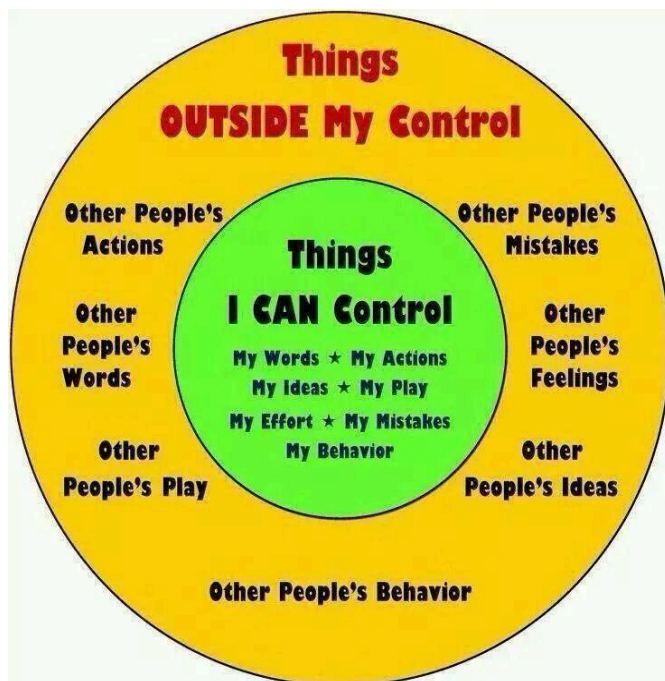 Things
OUTSIDE My Control
Other People's
Actions
Other People's
Mistakes
Things
I CAN Control
Other
People's
Words
My Words ★ My Actions
My Ideas ★ My Play
My Effort ★ My Mistakes
My Behavior
Other
People's
Feelings
Other
People's Play
Other
People's Ideas
Other People's Behavior